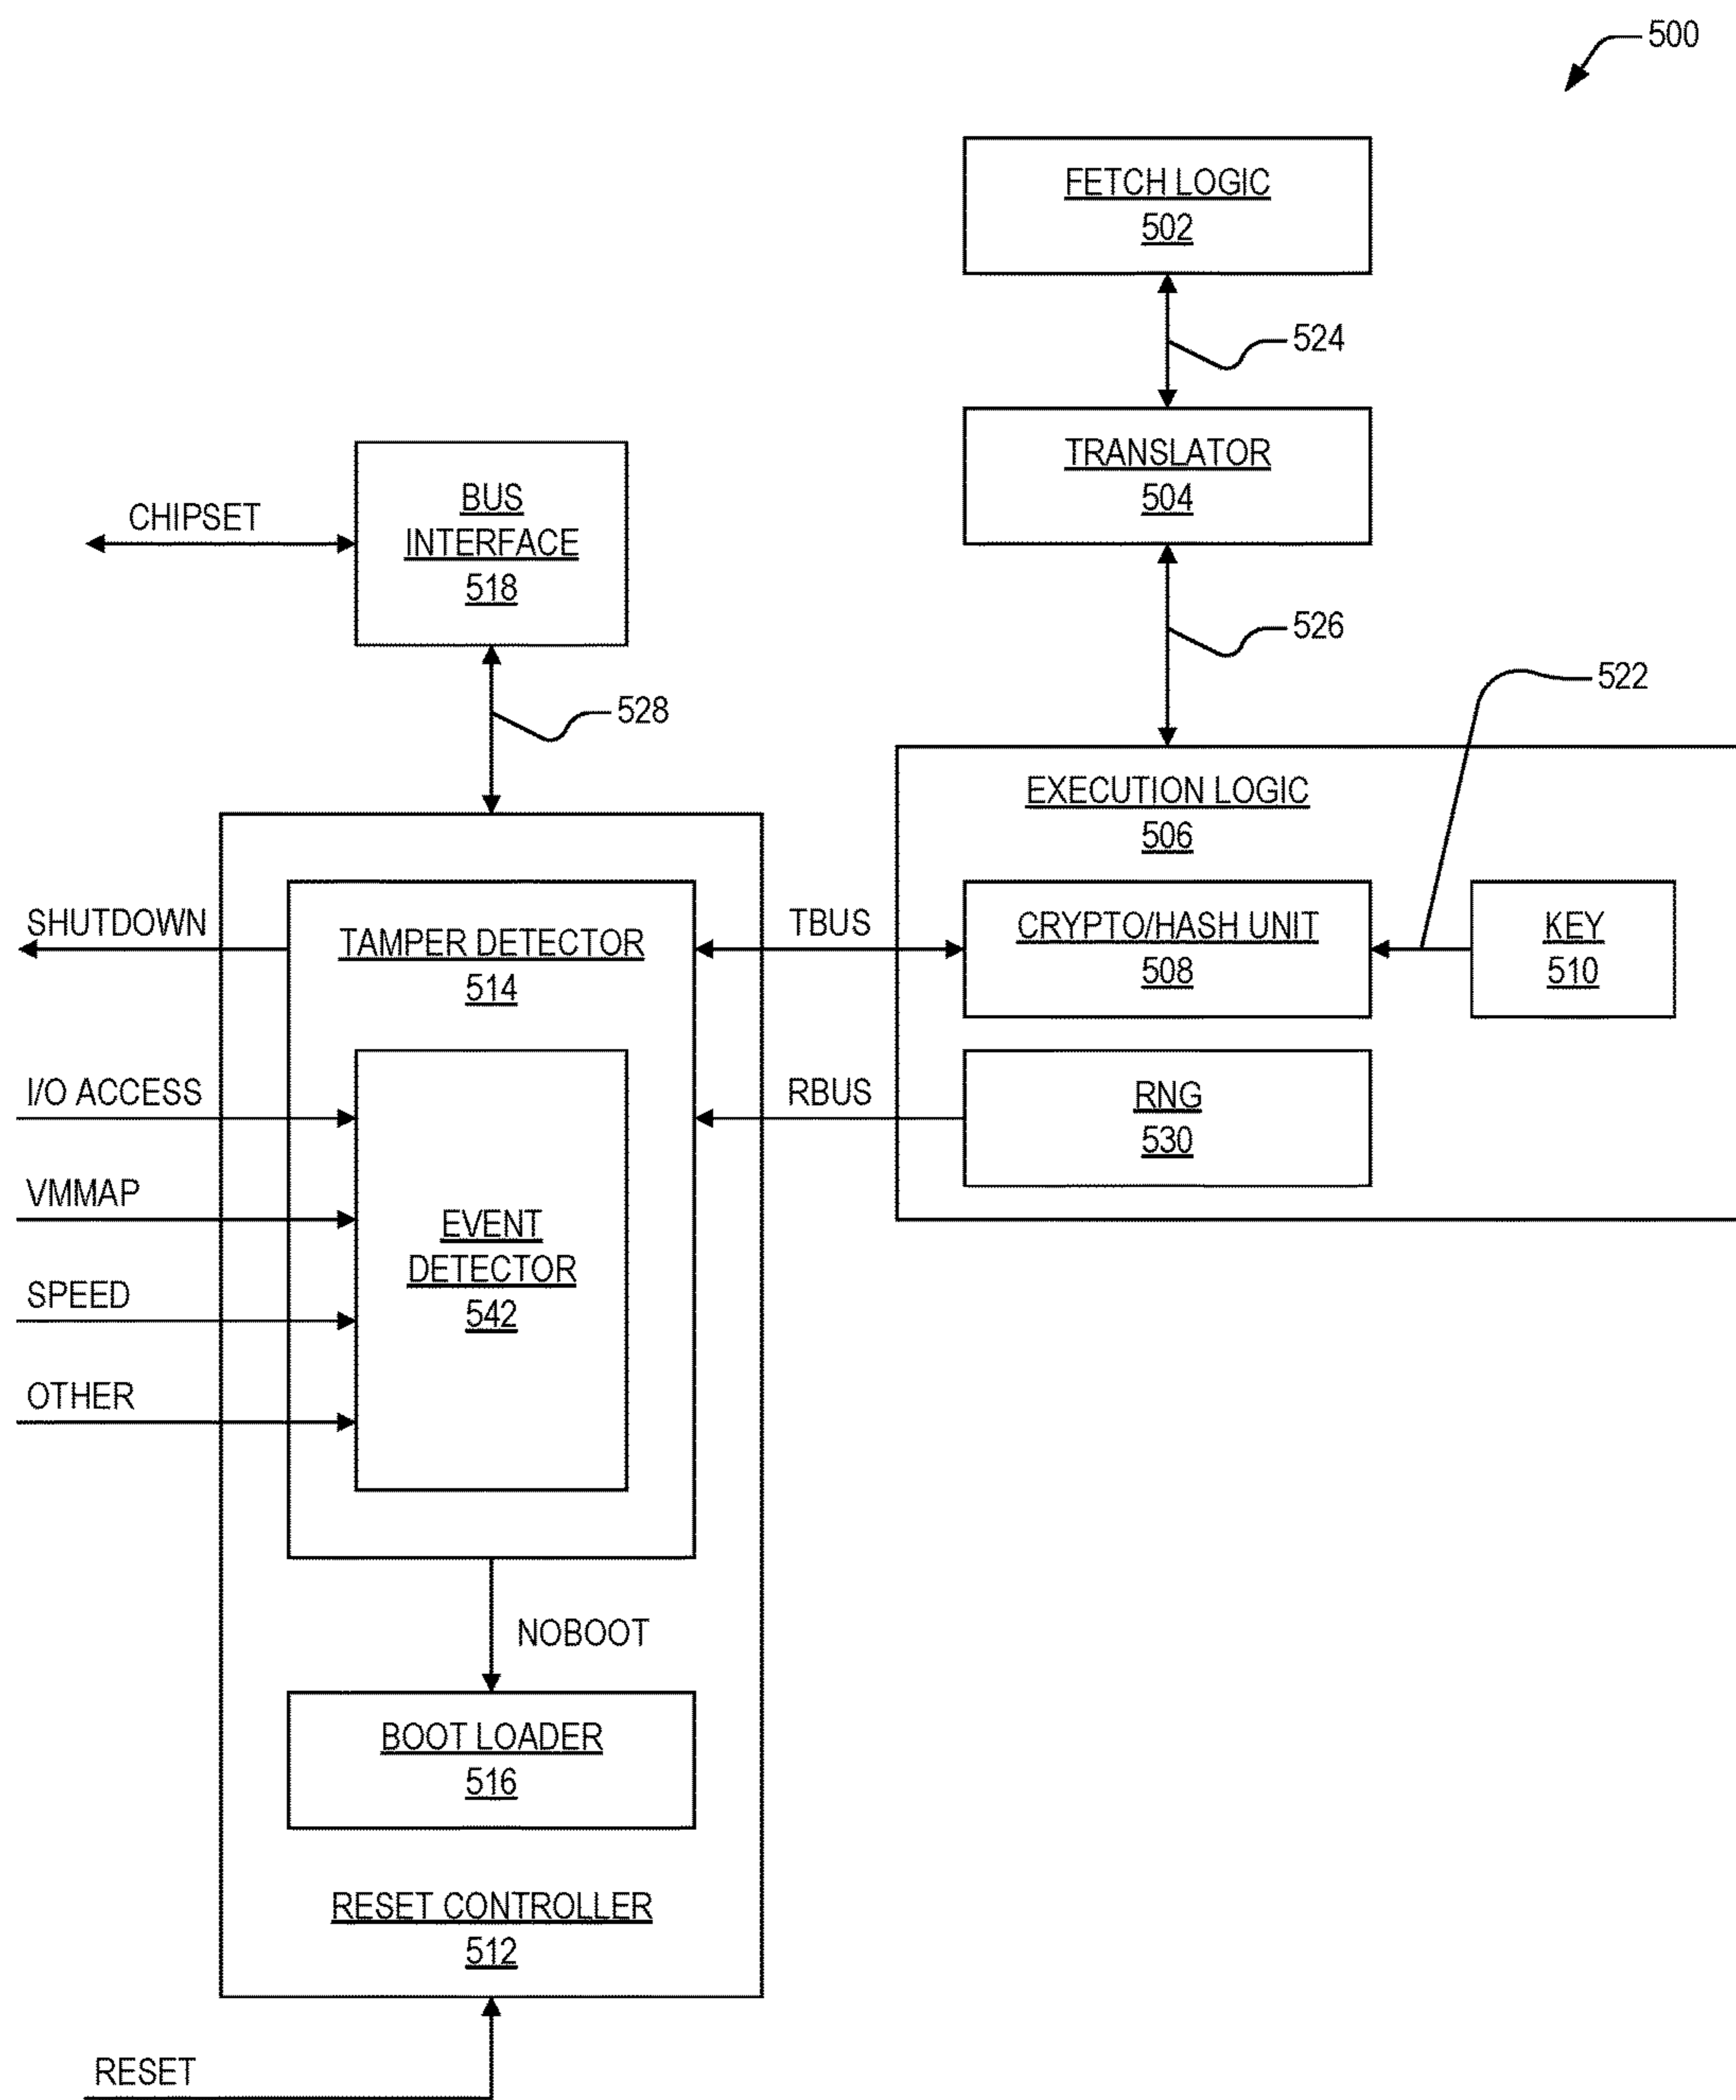 500
FETCH LOGIC
502
524
TRANSLATOR
504
CHIPSET
BUS
INTERFACE
518
526
522
528
EXECUTION LOGIC
506
SHUTDOWN
TAMPER DETECTOR
514
TBUS
CRYPTO/HASH UNIT
508
KEY
510
I/O ACCESS
RBUS
RNG
530
VMMAP
EVENT
DETECTOR
542
SPEED
OTHER
NOBOOT
BOOT LOADER
516
RESET CONTROLLER
512
RESET